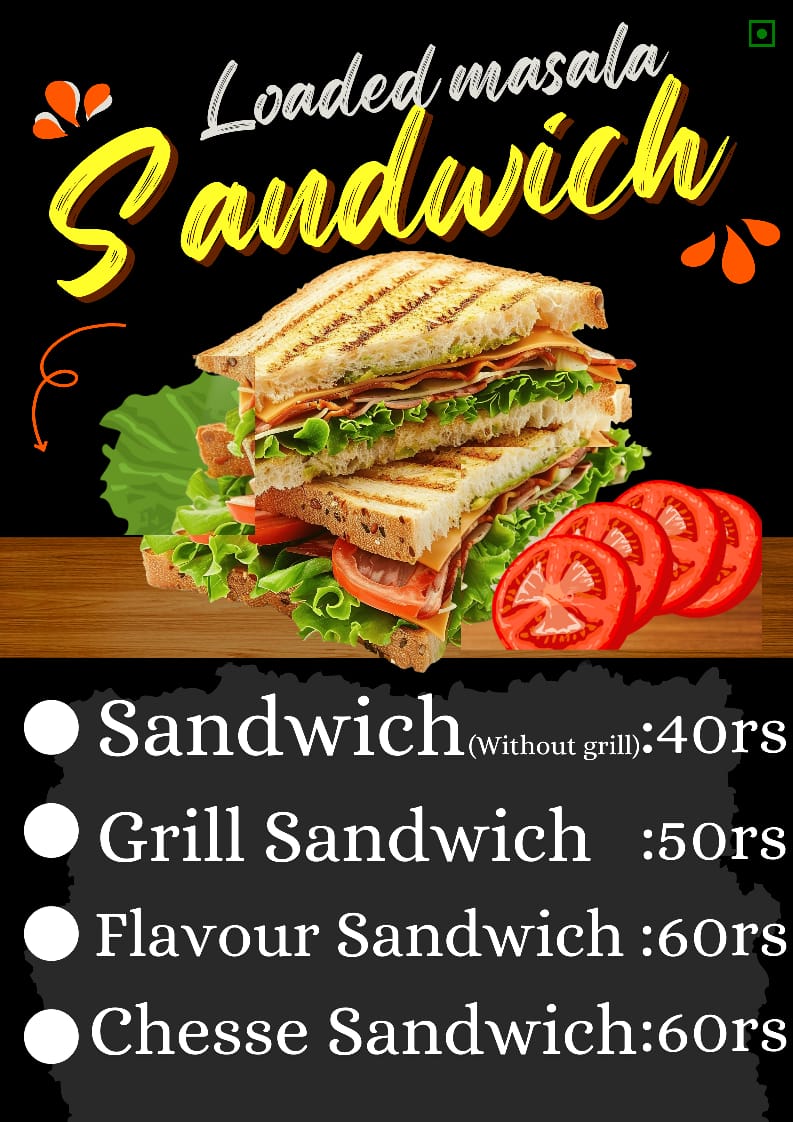 Loaded masala
Sandwich
Sandwich(Without grill):40rs
Grill Sandwich :50rs
Flavour Sandwich :60rs
Chesse Sandwich:60rs